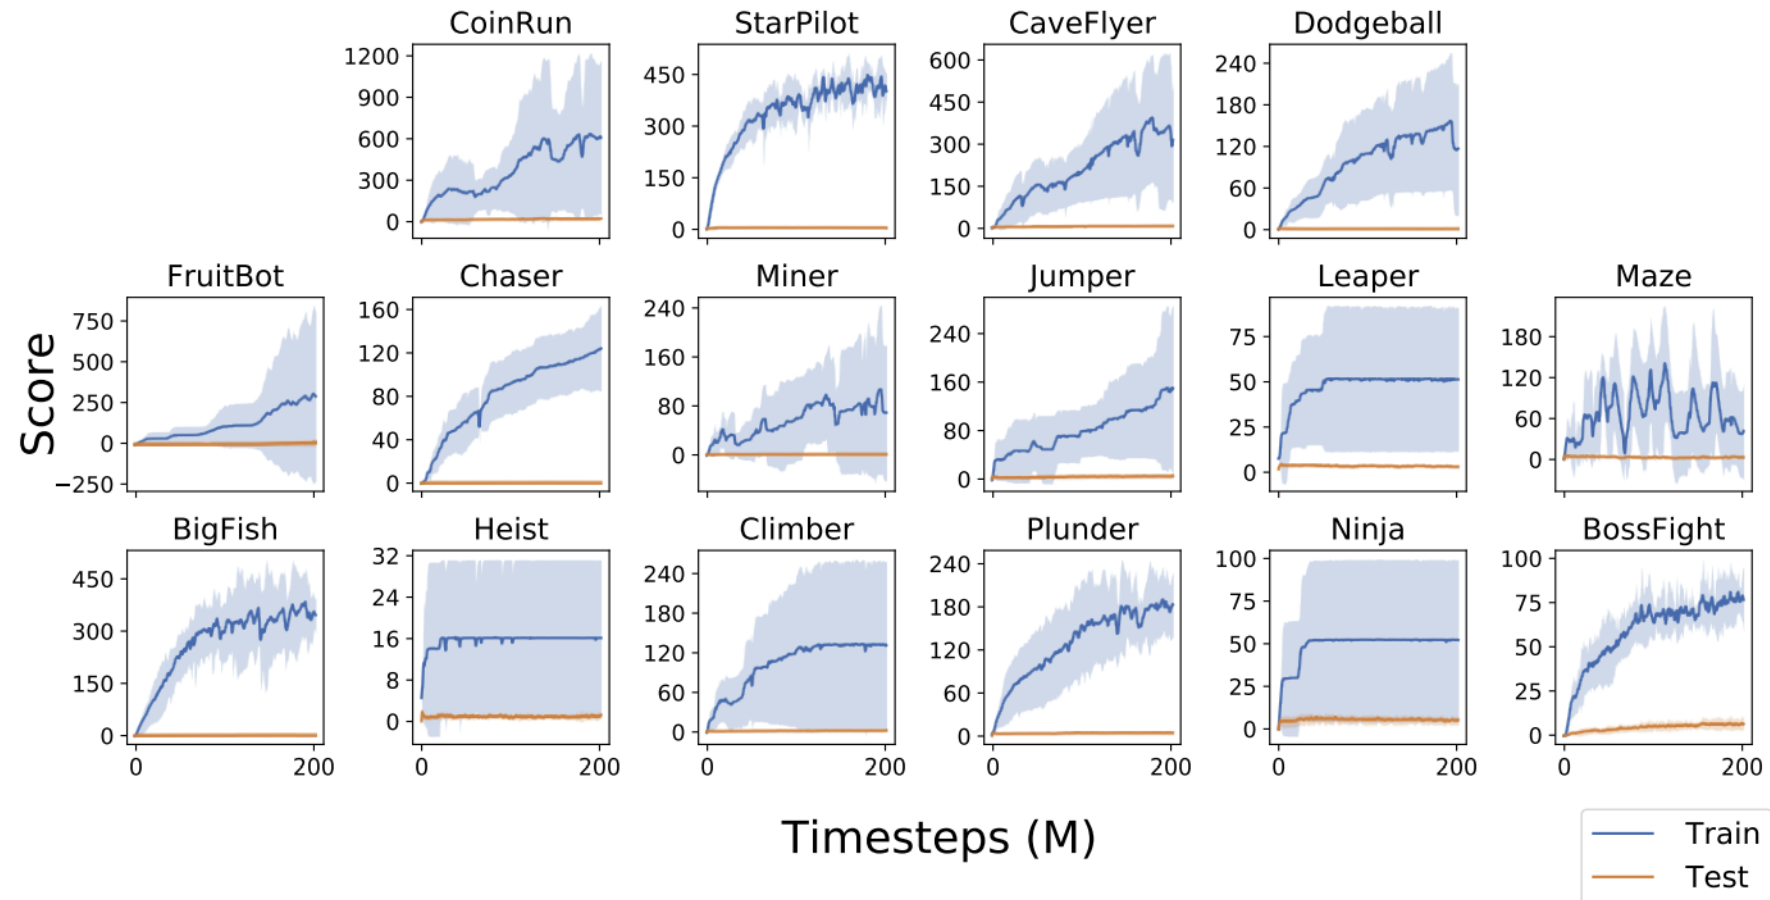 CoinRun StarPilot CaveFlyer Dodgeball
1200 900 600 300 0
450 300 150 0
600 450 300 150 0
240 180 120 60 0
FruitBot Chaser Miner Jumper Leaper Maze
750 500 250 0 −250
160 120 80 40 0
240 160 80 0
240 160 80 0
75 50 25 0
180 120 60 0
Score
BigFish Heist Climber Plunder Ninja BossFight
450 300 150 0
32 24 16 8 0
240 180 120 60 0
240 180 120 60 0
100 75 50 25 0
100 75 50 25 0
0 200 0 200 0 200 0 200 0 200 0 200
Timesteps (M)
Train
Test